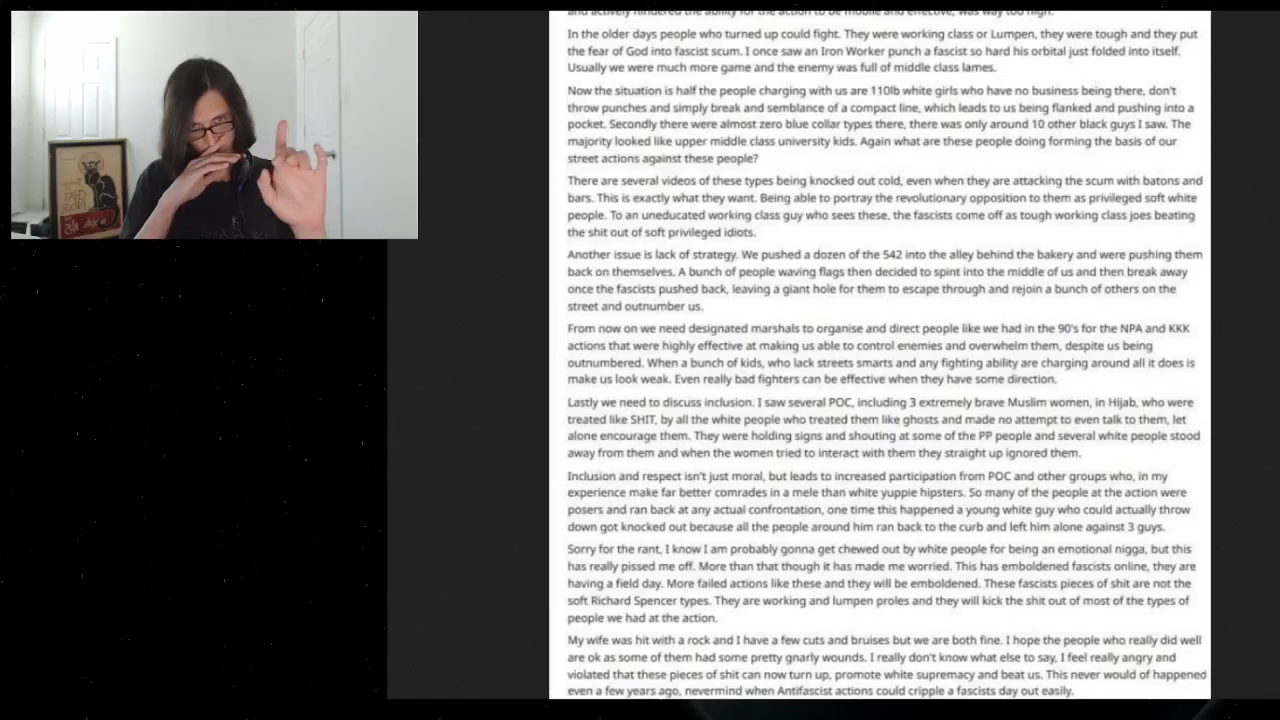 and actively hindered the ability for the action to be mobile and effective, was way too high.
In the older days people who turned up could fight. They were working class or Lumpen, they were tough and they put
the fear of God into fascist scum. I once saw an Iron Worker punch a fascist so hard his orbital just folded into itself.
Usually we were much more game and the enemy was full of middle class lames.
Now the situation is half the people charging with us are 110lb white girls who have no business being there, don't
throw punches and simply break and semblance of a compact line, which leads to us being flanked and pushing into a
pocket. Secondly there were almost zero blue collar types there, there was only around 10 other black guys I saw. The
majority looked like upper middle class university kids. Again what are these people doing forming the basis of our
street actions against these people?
There are several videos of these types being knocked out cold, even when they are attacking the scum with batons and
bars. This is exactly what they want. Being able to portray the revolutionary opposition to them as privileged soft white
people. To an uneducated working class guy who sees these, the fascists come off as tough working class joes beating
the shit out of soft privileged idiots.
Another issue is lack of strategy. We pushed a dozen of the 542 into the alley behind the bakery and were pushing them
back on themselves. A bunch of people waving flags then decided to spint into the middle of us and then break away
once the fascists pushed back, leaving a giant hole for them to escape through and rejoin a bunch of others on the
street and outnumber us.
From now on we need designated marshals to organise and direct people like we had in the 90's for the NPA and KKK
actions that were highly effective at making us able to control enemies and overwhelm them, despite us being
outnumbered. When a bunch of kids, who lack streets smarts and any fighting ability are charging around all it does is
make us look weak. Even really bad fighters can be effective when they have some direction.
Lastly we need to discuss inclusion. I saw several POC, including 3 extremely brave Muslim women, in Hijab, who were
treated like SHIT, by all the white people who treated them like ghosts and made no attempt to even talk to them, let
alone encourage them. They were holding signs and shouting at some of the PP people and several white people stood
away from them and when the women tried to interact with them they straight up ignored them.
Inclusion and respect isn't just moral, but leads to increased participation from POC and other groups who, in my
experience make far better comrades in a mele than white yuppie hipsters. So many of the people at the action were
posers and ran back at any actual confrontation, one time this happened a young white guy who could actually throw
down got knocked out because all the people around him ran back to the curb and left him alone against 3 guys.
Sorry for the rant, I know I am probably gonna get chewed out by white people for being an emotional nigga, but this
has really pissed me off. More than that though it has made me worried. This has emboldened fascists online, they are
having a field day. More failed actions like these and they will be emboldened. These fascists pieces of shit are not the
soft Richard Spencer types. They are working and lumpen proles and they will kick the shit out of most of the types of
people we had at the action.
My wife was hit with a rock and I have a few cuts and bruises but we are both fine. I hope the people who really did well
are ok as some of them had some pretty gnarly wounds. I really don't know what else to say, I feel really angry and
violated that these pieces of shit can now turn up, promote white supremacy and beat us. This never would of happened
even a few years ago, nevermind when Antifascist actions could cripple a fascists day out easily.